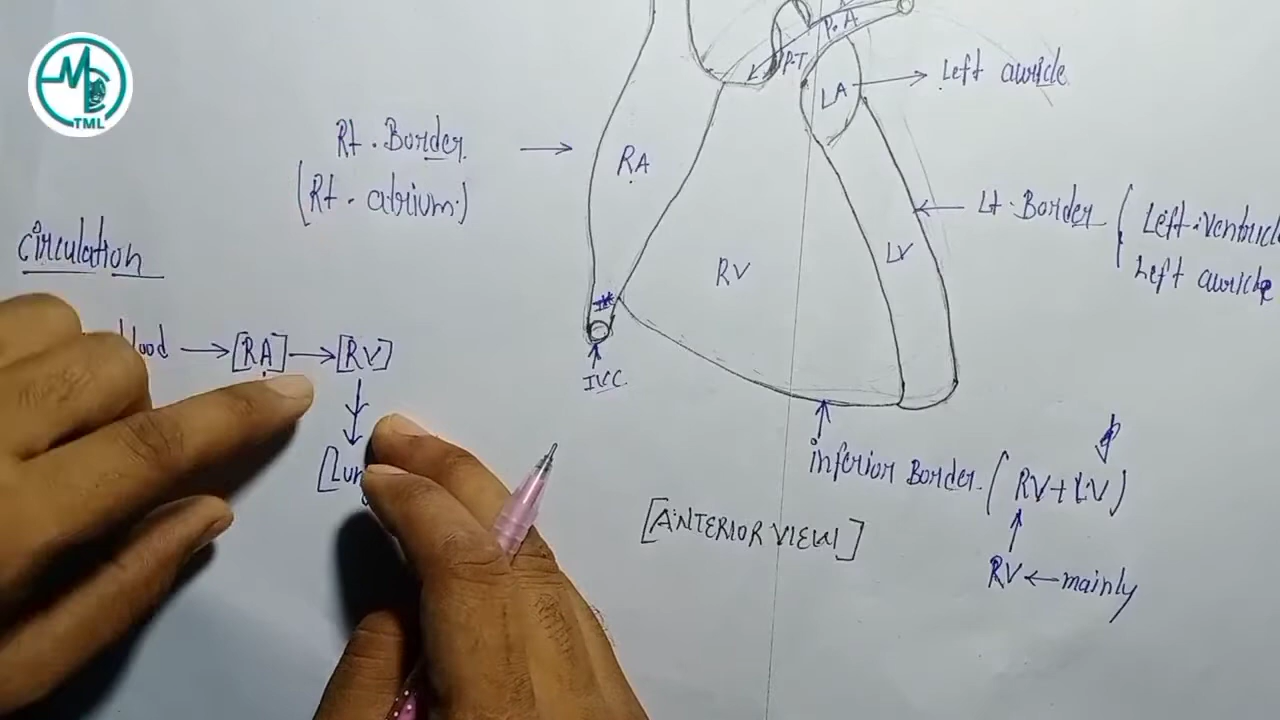 TML
P.A
P.T
LA
Left auricle
Rt. Border
(Rt. atrium)
RA
Lt. Border (Left. Ventricle
Left auricle
LV
RV
Circulation
[RA] → [RV]
IVC
inferior Border. (RV+LV)
[ANTERIOR VIEW]
RV ← mainly